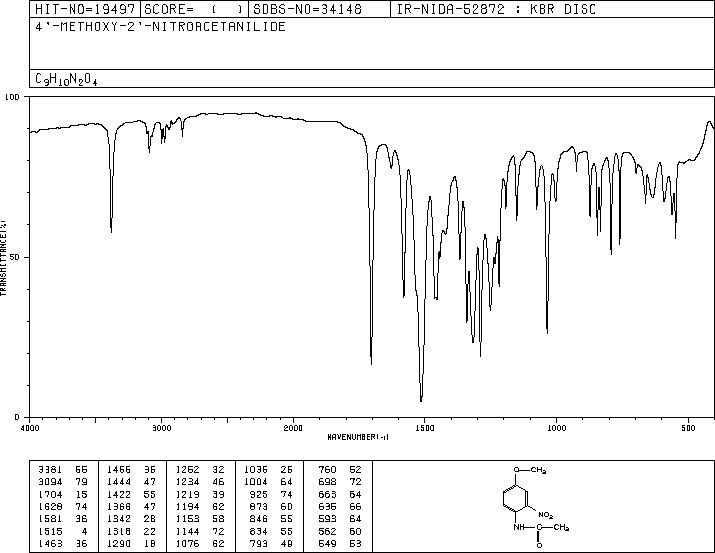 HIT-NO=19497 SCORE= ( ) SDBS-NO=34148 IR-NIDA-52872 : KBR DISC
4'-METHOXY-2'-NITROACETANILIDE
C9H10N2O4
100
50
0
TRANSMITTANCE(%)
4000 3000 2000 1500 1000 500
WAVENUMBER(-1)
3381 66 1466 36 1262 32 1036 26 760 52
3094 79 1444 47 1234 46 1004 64 698 72
1704 15 1422 55 1219 39 925 74 663 64
1628 74 1368 47 1194 62 873 60 636 66
1581 36 1342 28 1153 58 846 55 593 64
1515 4 1318 22 1144 72 834 55 562 60
1463 36 1290 18 1076 62 793 49 549 53
O—CH3
NO2
NH
CH3
O